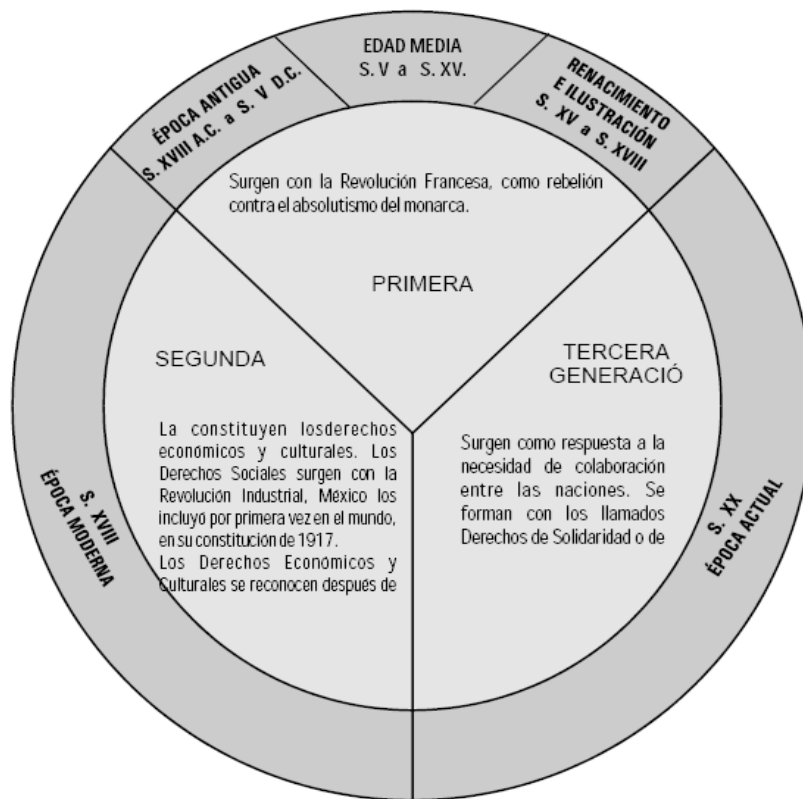 EDAD MEDIA
S. V a S. XV.
ÉPOCA ANTIGUA
S. XVIII A.C. a S. V D.C.
RENACIMIENTO
E ILUSTRACIÓN
S. XV a S. XVIII
Surgen con la Revolución Francesa, como rebelión
contra el absolutismo del monarca.
PRIMERA
SEGUNDA
La constituyen losderechos
económicos y culturales. Los
Derechos Sociales surgen con la
Revolución Industrial, México los
incluyó por primera vez en el mundo,
en su constitución de 1917.
Los Derechos Económicos y
Culturales se reconocen después de
TERCERA
GENERACIÓ
Surgen como respuesta a la
necesidad de colaboración
entre las naciones. Se
forman con los llamados
Derechos de Solidaridad o de
S. XVIII
ÉPOCA MODERNA
S. XX
ÉPOCA ACTUAL